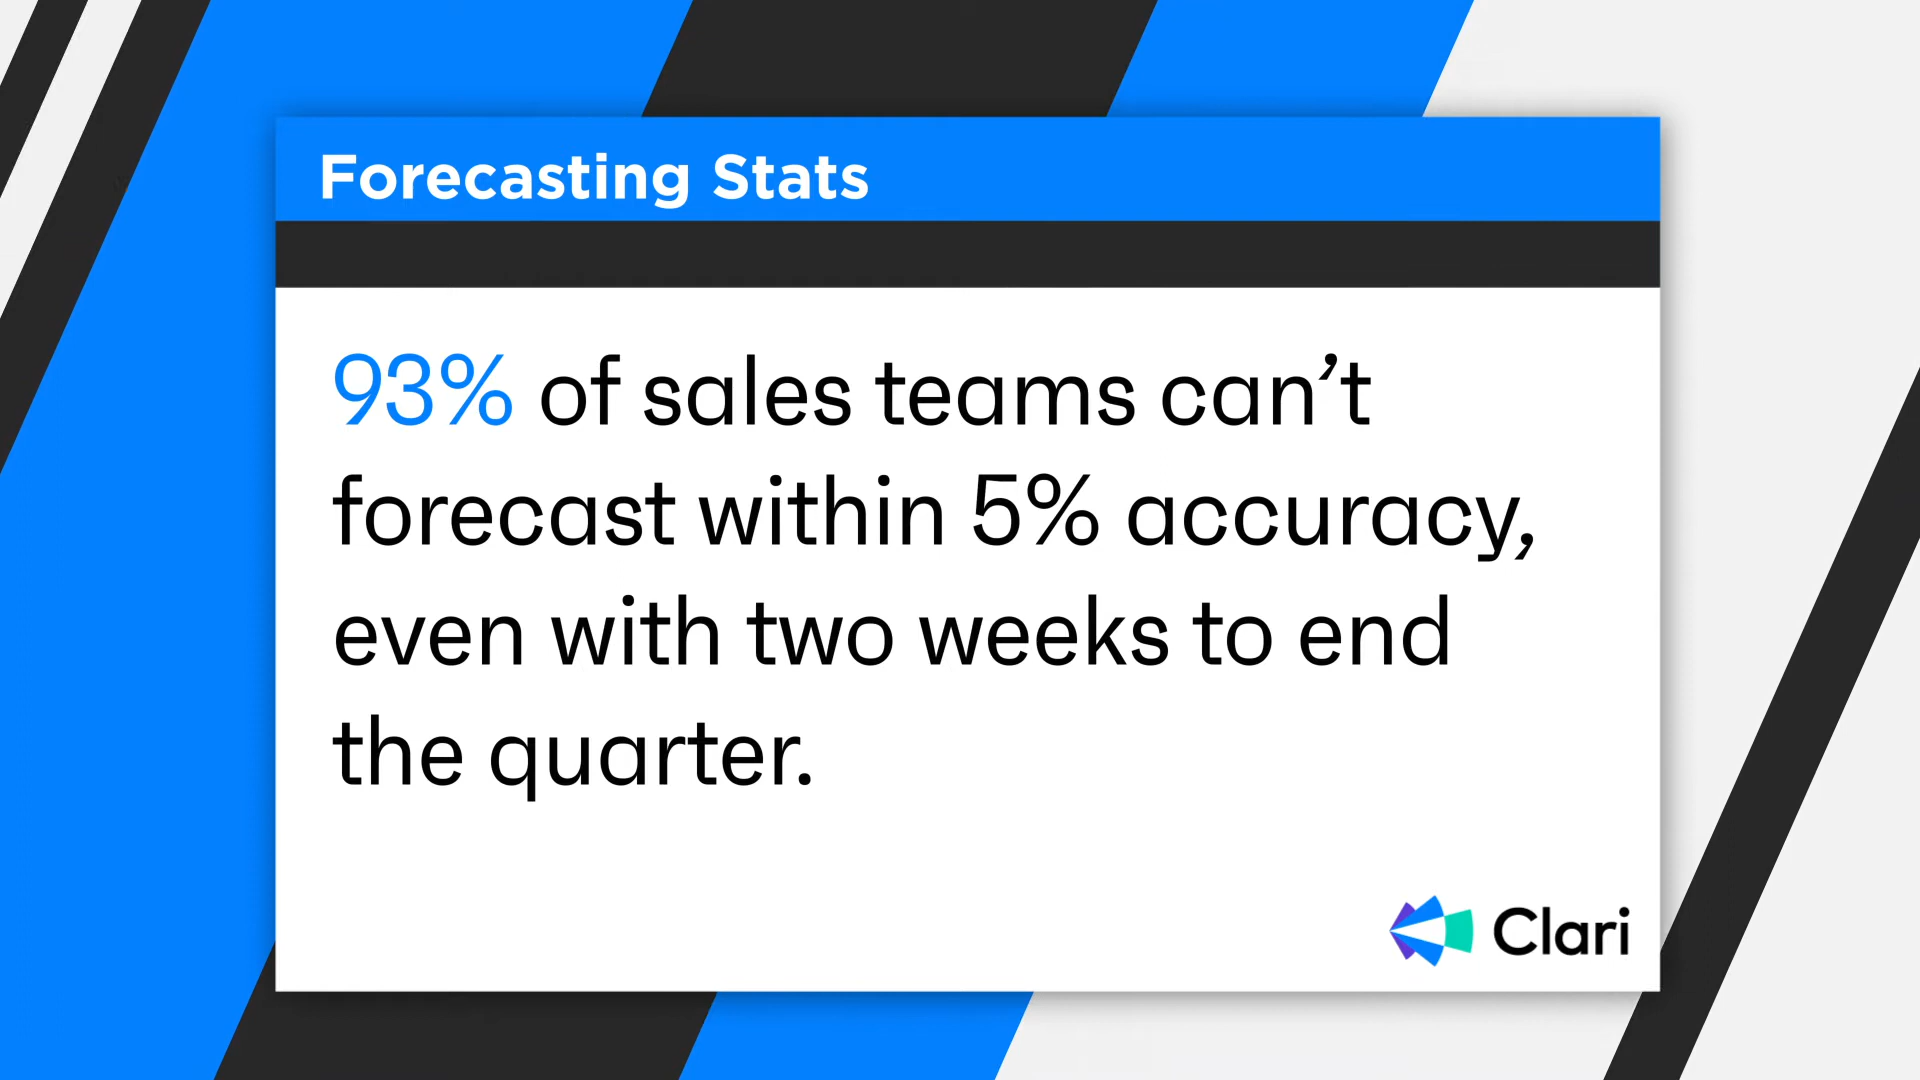 Forecasting Stats
93% of sales teams can’t
forecast within 5% accuracy,
even with two weeks to end
the quarter.
Clari